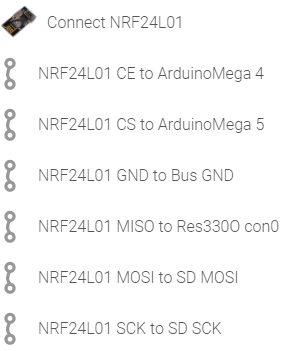 Connect NRF24L01
NRF24L01 CE to ArduinoMega 4
NRF24L01 CS to ArduinoMega 5
NRF24L01 GND to Bus GND
NRF24L01 MISO to Res330O con0
NRF24L01 MOSI to SD MOSI
NRF24L01 SCK to SD SCK